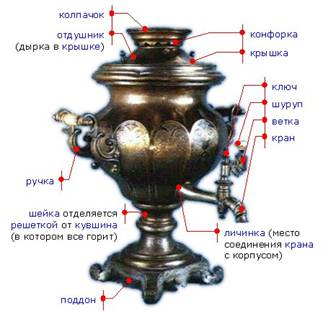 колпачок
отдушник
(дырка в крышке)
конфорка
крышка
ключ
шуруп
ветка
кран
ручка
шейка отделяется
решеткой от кувшина
(в котором все горит)
личинка (место
соединения крана
с корпусом)
поддон